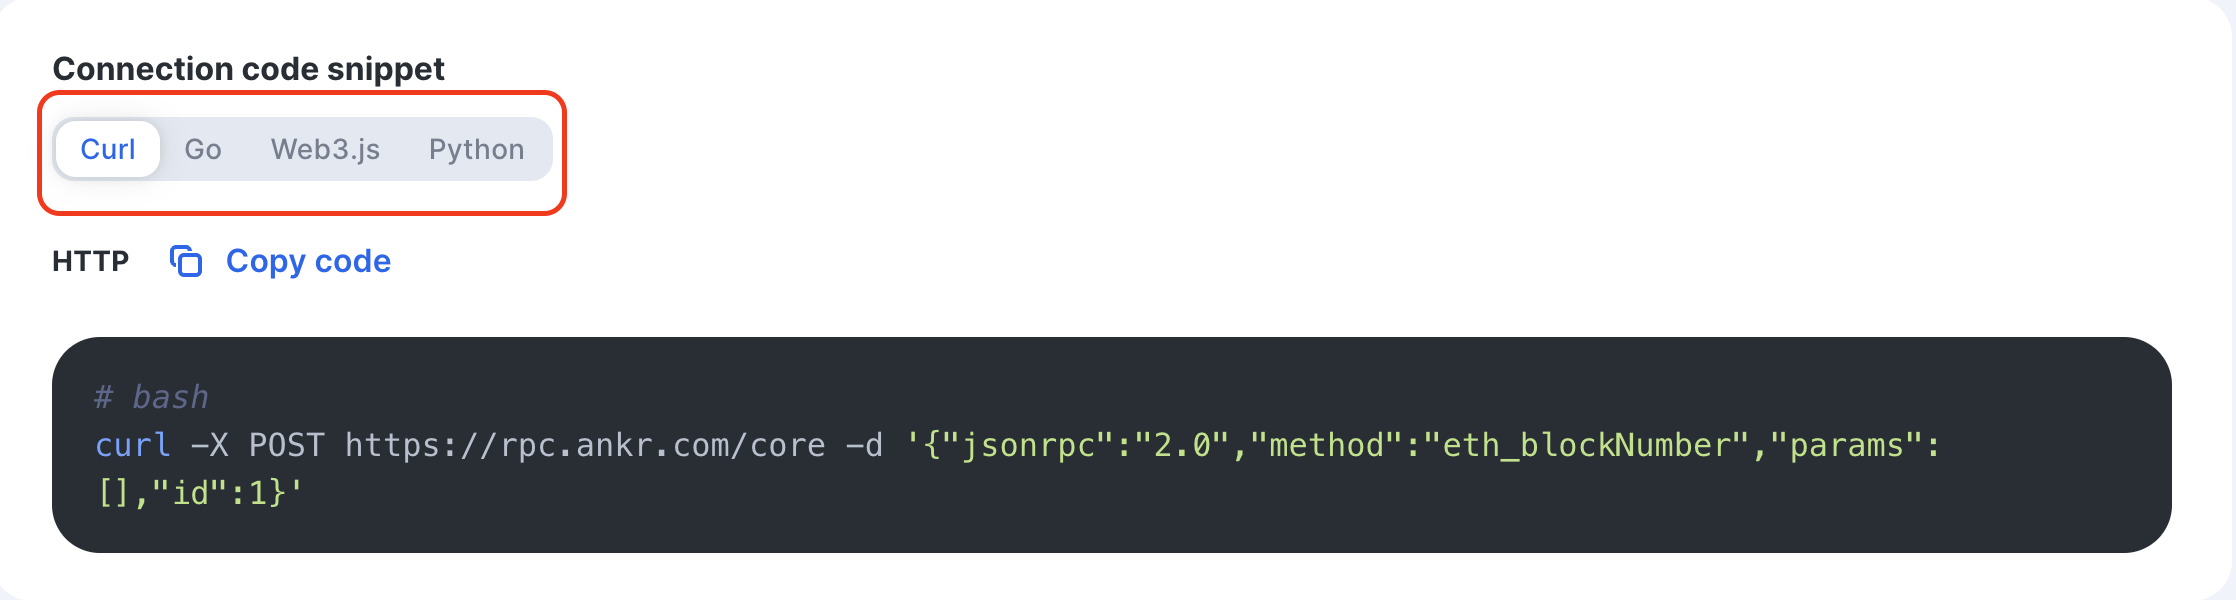 Connection code snippet
Curl Go Web3.js Python
HTTP Copy code
# bash
curl -X POST https://rpc.ankr.com/core -d '{"jsonrpc":"2.0","method":"eth_blockNumber","params":
[],"id":1}'